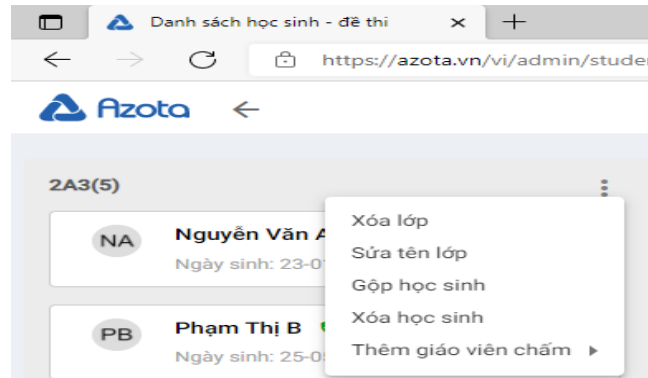 Danh sách học sinh - đề thi
https://azota.vn/vi/admin/stude
Azota
2A3(5)
NA
Nguyễn Văn A
Ngày sinh: 23-0
PB
Phạm Thị B
Ngày sinh: 25-0
Xóa lớp
Sửa tên lớp
Gộp học sinh
Xóa học sinh
Thêm giáo viên chấm